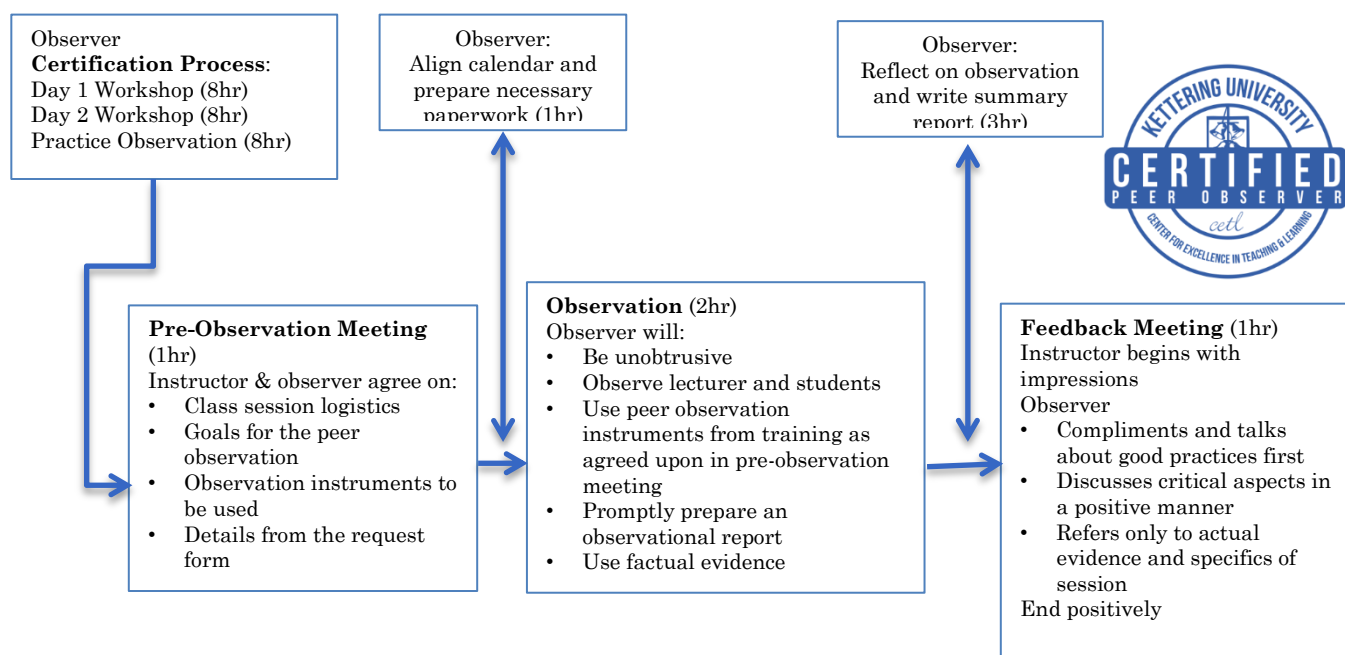 Observer
Certification Process:
Day 1 Workshop (8hr)
Day 2 Workshop (8hr)
Practice Observation (8hr)
Observer:
Align calendar and
prepare necessary
paperwork (1hr)
Observer:
Reflect on observation
and write summary
report (3hr)
KETTERING UNIVERSITY
CERTIFIED
PEER OBSERVER
cetl
CENTER FOR EXCELLENCE IN TEACHING & LEARNING
Pre-Observation Meeting
(1hr)
Instructor & observer agree on:
• Class session logistics
• Goals for the peer
observation
• Observation instruments to
be used
• Details from the request
form
Observation (2hr)
Observer will:
• Be unobtrusive
• Observe lecturer and students
• Use peer observation
instruments from training as
agreed upon in pre-observation
meeting
• Promptly prepare an
observational report
• Use factual evidence
Feedback Meeting (1hr)
Instructor begins with
impressions
Observer
• Compliments and talks
about good practices first
• Discusses critical aspects in
a positive manner
• Refers only to actual
evidence and specifics of
session
End positively